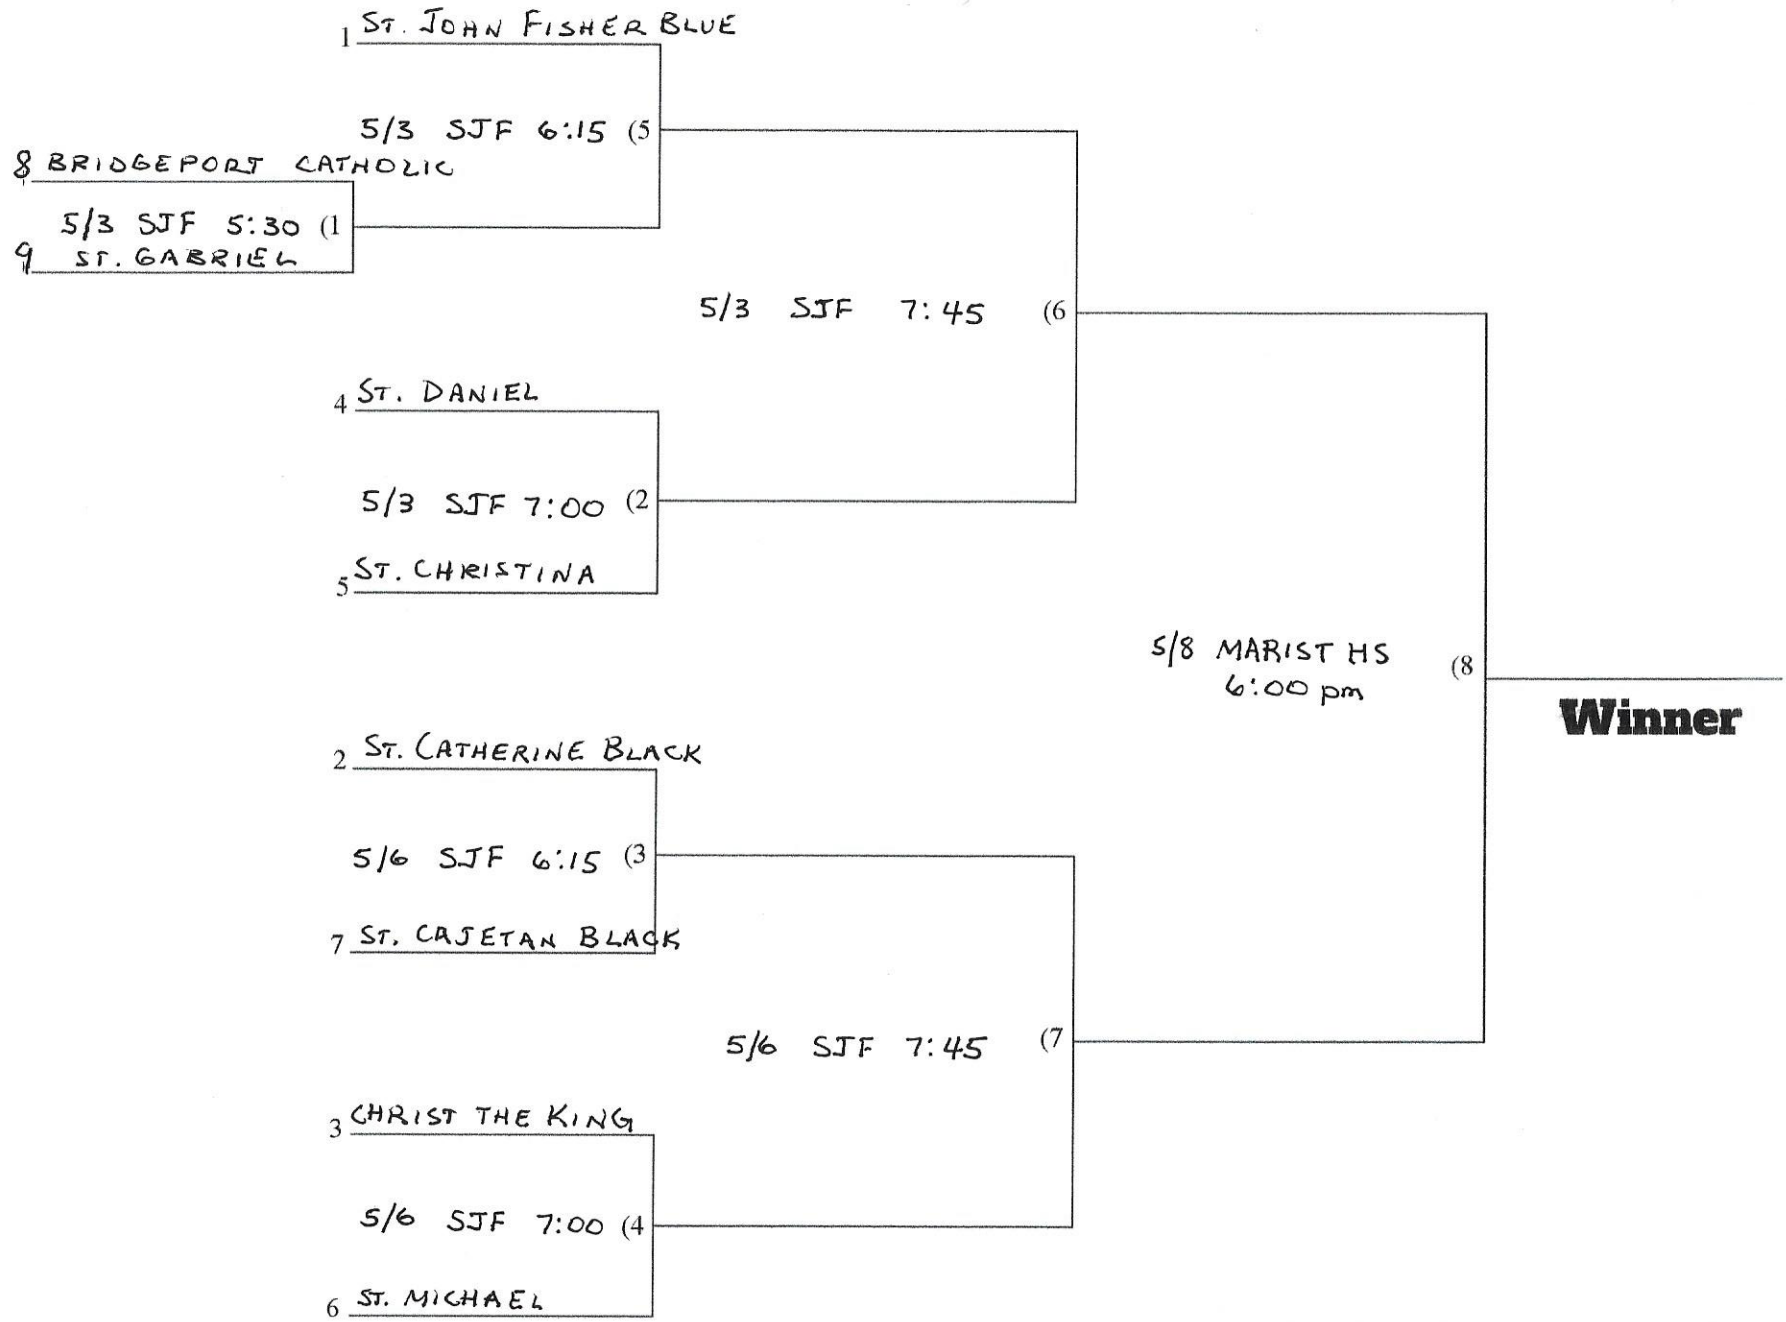 1 ST. JOHN FISHER BLUE
5/3 SJF 6:15 (5
8 BRIDGEPORT CATHOLIC
5/3 SJF 5:30 (1
9 ST. GABRIEL
5/3 SJF 7:45 (6
4 ST. DANIEL
5/3 SJF 7:00 (2
5 ST. CHRISTINA
5/8 MARIST HS (8
6:00 pm
Winner
2 ST. CATHERINE BLACK
5/6 SJF 6:15 (3
7 ST. CAJETAN BLACK
5/6 SJF 7:45 (7
3 CHRIST THE KING
5/6 SJF 7:00 (4
6 ST. MICHAEL